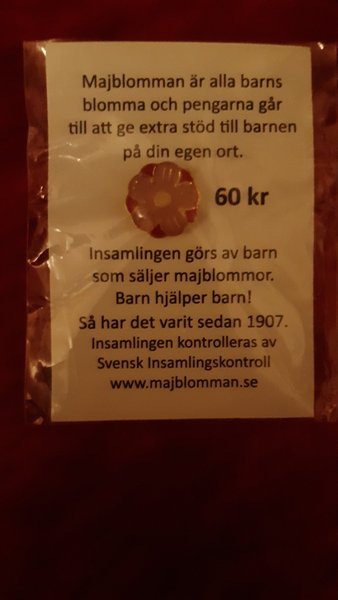 Majblomman är alla barns
blomma och pengarna går
till att ge extra stöd till barnen
på din egen ort.
60 kr
Insamlingen görs av barn
som säljer majblommor.
Barn hjälper barn!
Så har det varit sedan 1907.
Insamlingen kontrolleras av
Svensk Insamlingskontroll
www.majblomman.se